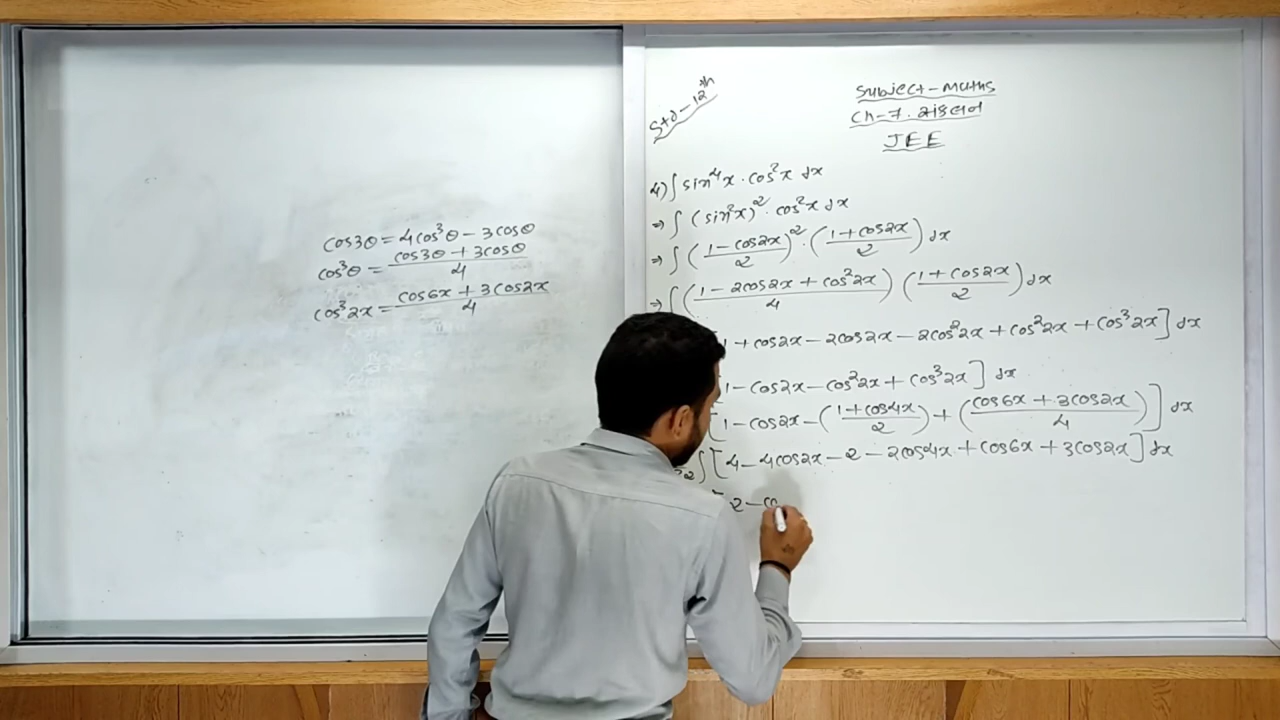 cos3θ = 4cos³θ − 3cosθ
cos³θ = (cos3θ + 3cosθ)/4
cos³2x = (cos6x + 3cos2x)/4
Std − 12th
Subject − Maths
Ch − 7. સંકલન
JEE
4) ∫ sin⁴x · cos²x dx
⇒ ∫ (sin²x)² · cos²x dx
⇒ ∫ ((1 − cos2x)/2)² · ((1 + cos2x)/2) dx
⇒ ∫ ((1 − 2cos2x + cos²2x)/4) ((1 + cos2x)/2) dx
1 + cos2x − 2cos2x − 2cos²2x + cos²2x + cos³2x] dx
[1 − cos2x − cos²2x + cos³2x] dx
[1 − cos2x − ((1 + cos4x)/2) + ((cos6x + 3cos2x)/4)] dx
∫ [4 − 4cos2x − 2 − 2cos4x + cos6x + 3cos2x] dx
2 − co